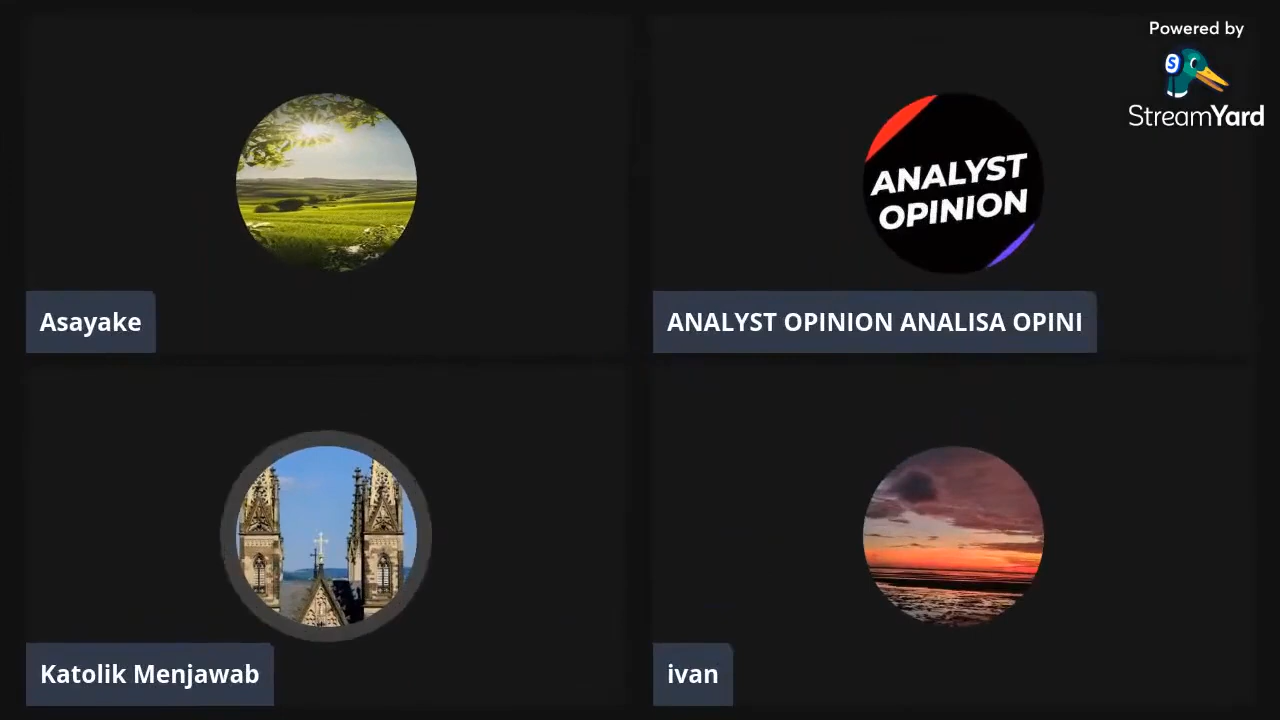 Powered by
StreamYard
ANALYST
OPINION
Asayake
ANALYST OPINION ANALISA OPINI
Katolik Menjawab
ivan